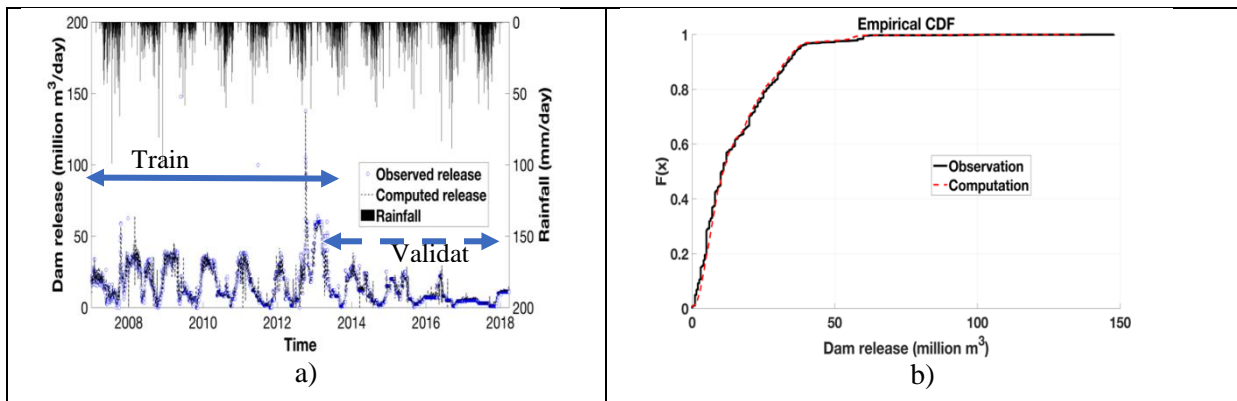 200
150
100
50
0
Dam release (million m³/day)
0
50
100
150
200
Rainfall (mm/day)
Train
Observed release
Computed release
Rainfall
Validat
2008
2010
2012
2014
2016
2018
Time
a)
Empirical CDF
1
0.8
0.6
0.4
0.2
0
F(x)
Observation
Computation
0
50
100
150
Dam release (million m³)
b)